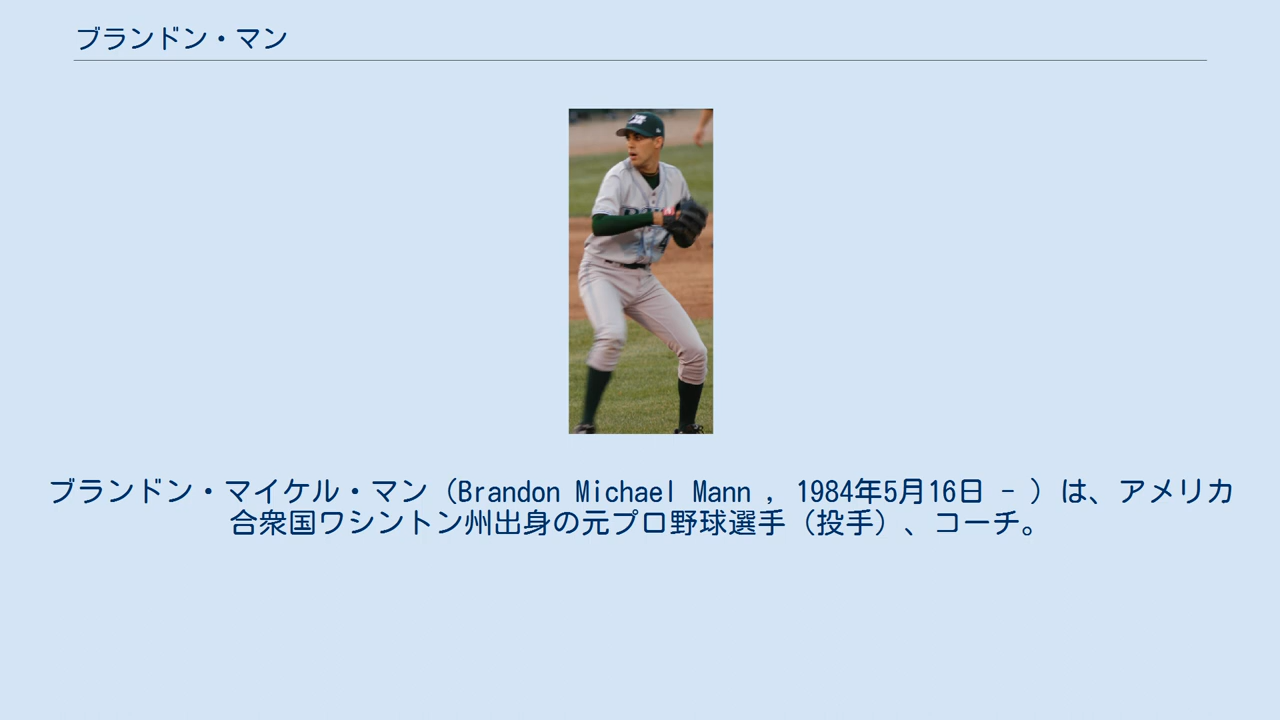 ブランドン・マン
ブランドン・マイケル・マン（Brandon Michael Mann , 1984年5月16日 - ）は、アメリカ
合衆国ワシントン州出身の元プロ野球選手（投手）、コーチ。